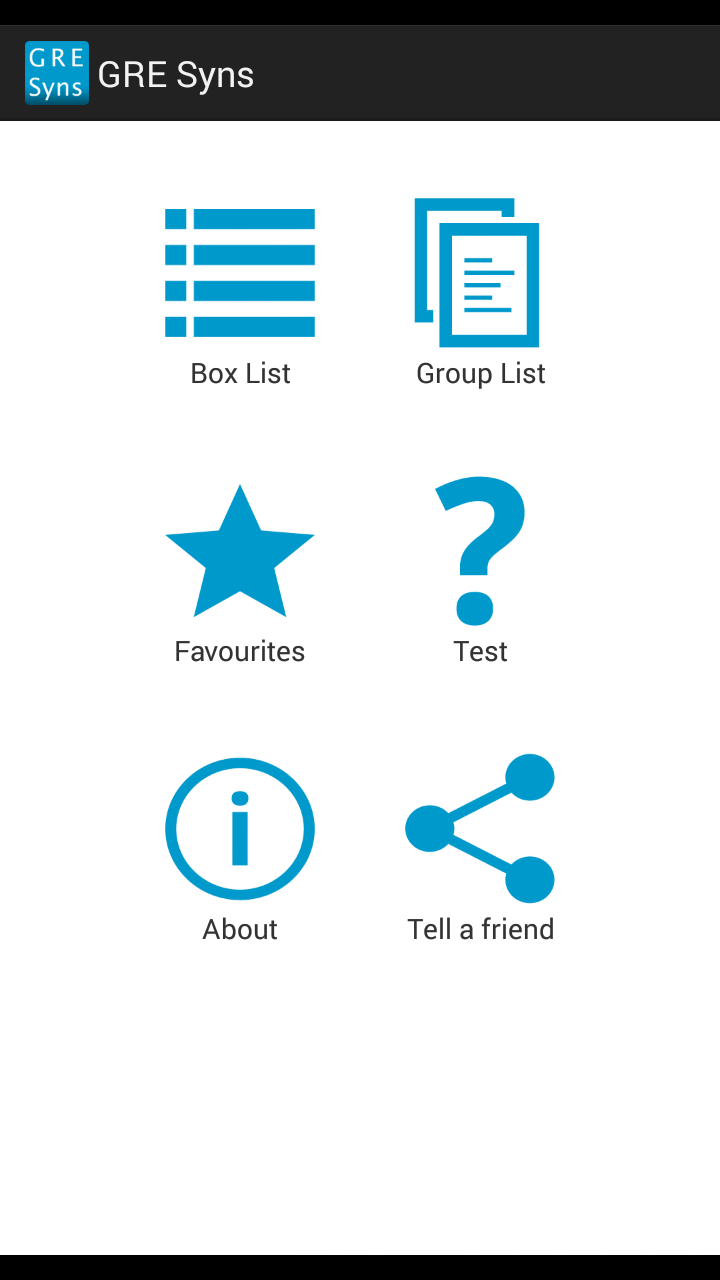 GRE
Syns
GRE Syns
Box List
Group List
Favourites
?
Test
i
About
Tell a friend